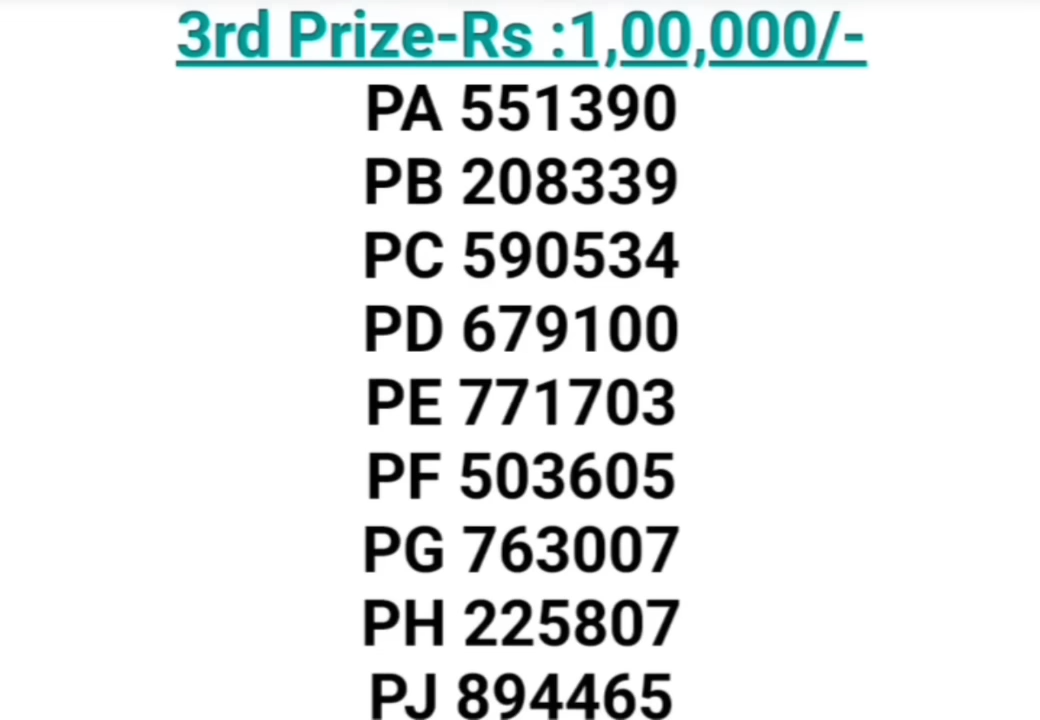 3rd Prize-Rs :1,00,000/-
PA 551390
PB 208339
PC 590534
PD 679100
PE 771703
PF 503605
PG 763007
PH 225807
PJ 894465